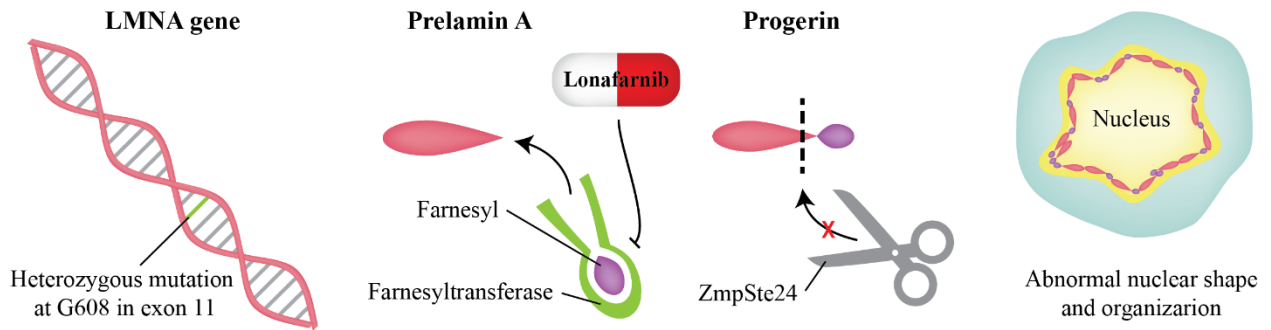 LMNA gene
Heterozygous mutation
at G608 in exon 11
Prelamin A
Lonafarnib
Farnesyl
Farnesyltransferase
Progerin
X
ZmpSte24
Nucleus
Abnormal nuclear shape
and organizarion